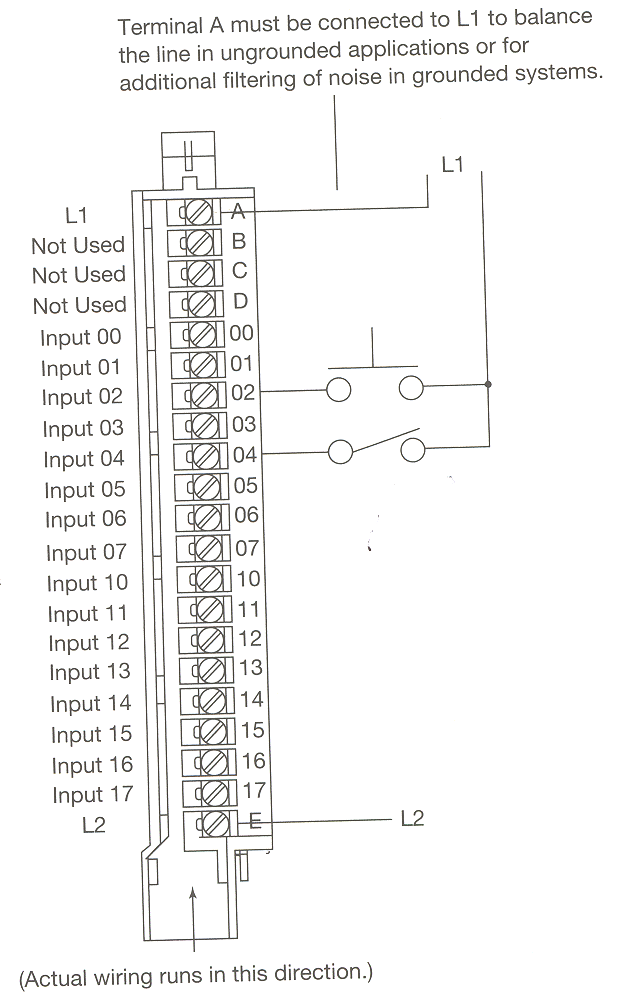 Terminal A must be connected to L1 to balance
the line in ungrounded applications or for
additional filtering of noise in grounded systems.
L1
L1 A
Not Used B
Not Used C
Not Used D
Input 00 00
Input 01 01
Input 02 02
Input 03 03
Input 04 04
Input 05 05
Input 06 06
Input 07 07
Input 10 10
Input 11 11
Input 12 12
Input 13 13
Input 14 14
Input 15 15
Input 16 16
Input 17 17
L2 E L2
(Actual wiring runs in this direction.)